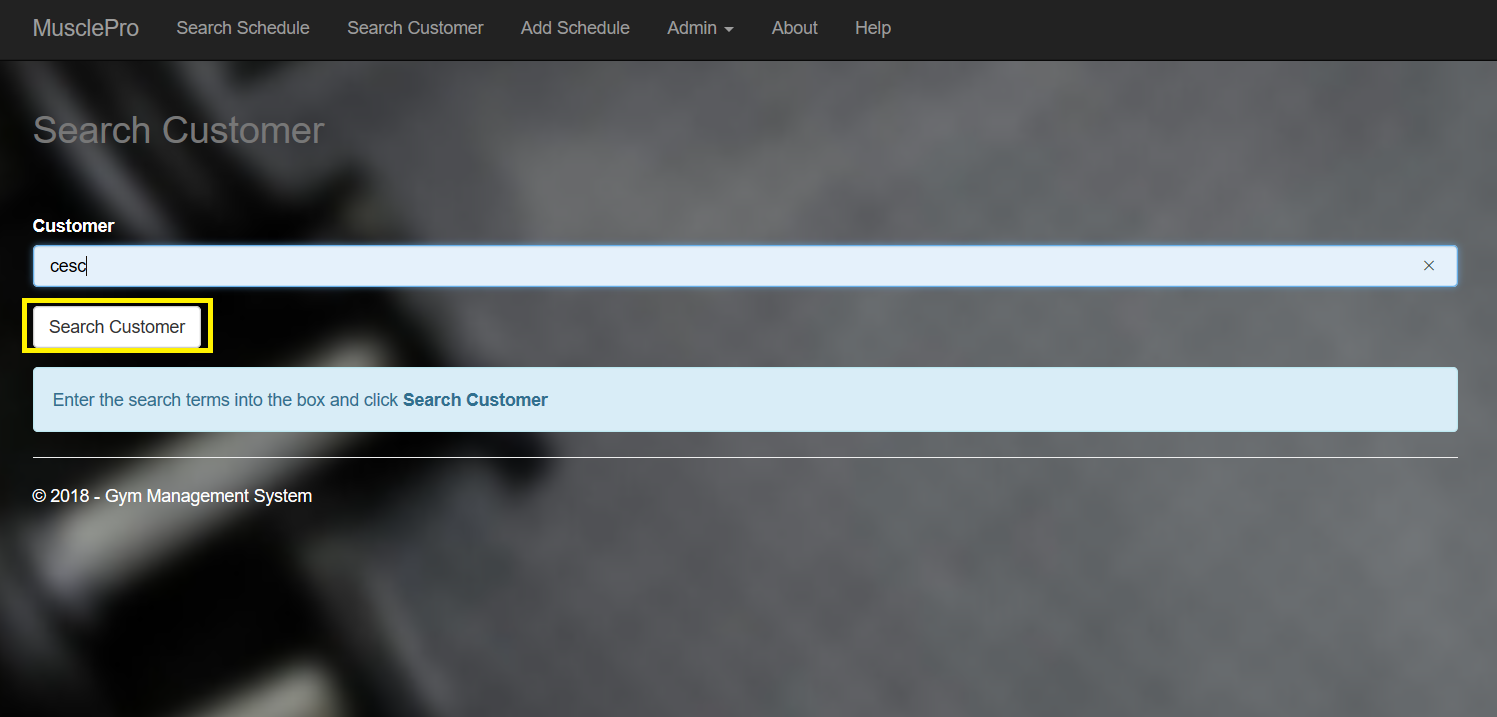 MusclePro Search Schedule Search Customer Add Schedule Admin About Help
Search Customer
Customer
cesc
Search Customer
Enter the search terms into the box and click Search Customer
© 2018 - Gym Management System